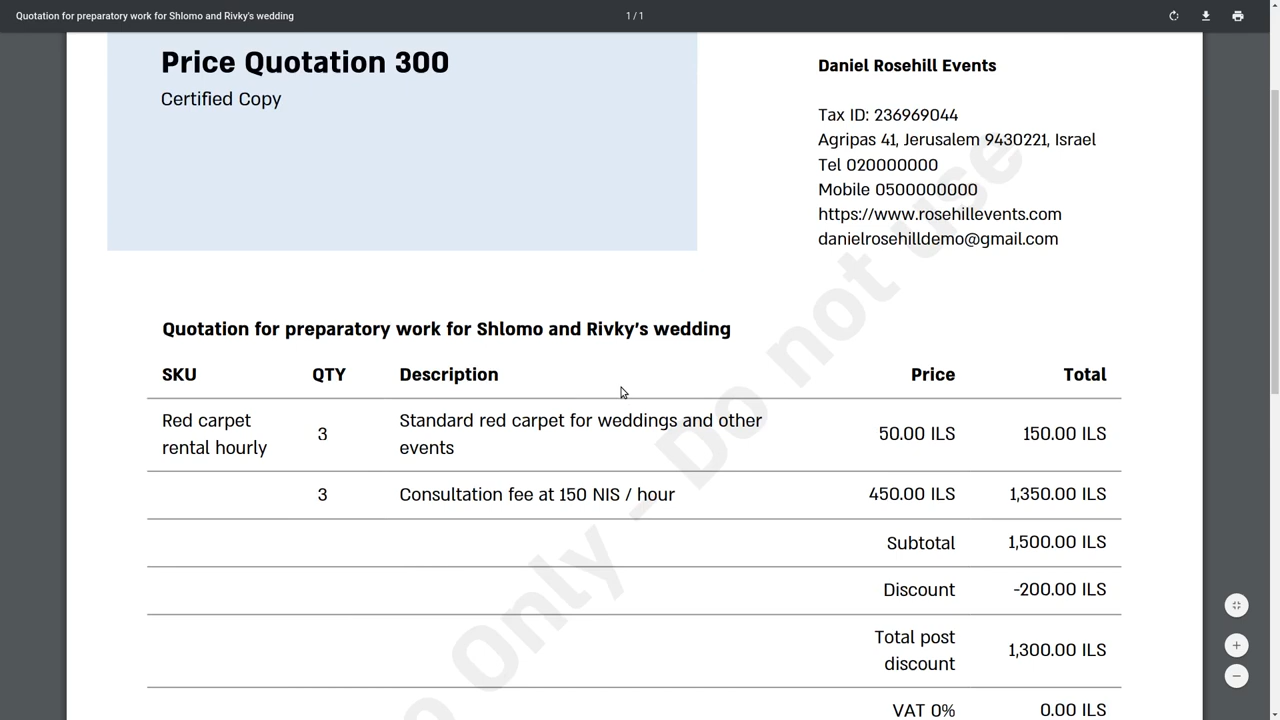 Quotation for preparatory work for Shlomo and Rivky's wedding
1 / 1
Price Quotation 300
Certified Copy
Daniel Rosehill Events
Tax ID: 236969044
Agripas 41, Jerusalem 9430221, Israel
Tel 020000000
Mobile 0500000000
https://www.rosehillevents.com
danielrosehilldemo@gmail.com
Quotation for preparatory work for Shlomo and Rivky's wedding
SKU QTY Description Price Total
Red carpet rental hourly 3 Standard red carpet for weddings and other events 50.00 ILS 150.00 ILS
3 Consultation fee at 150 NIS / hour 450.00 ILS 1,350.00 ILS
Subtotal 1,500.00 ILS
Discount -200.00 ILS
Total post discount 1,300.00 ILS
VAT 0% 0.00 ILS
Only - Do not use